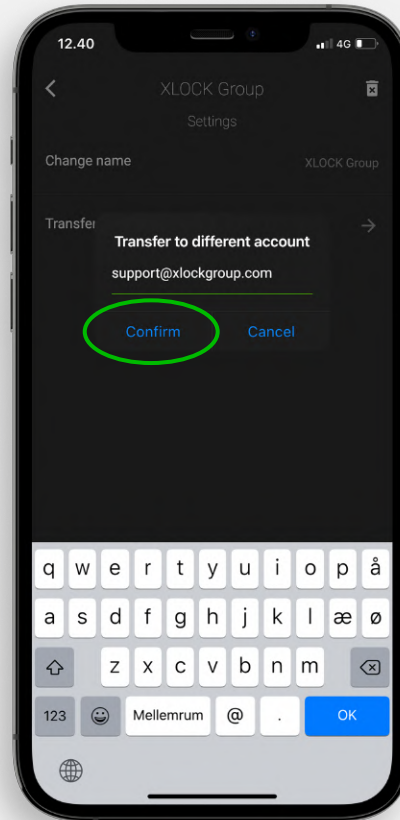 12.40
4G
XLOCK Group
Settings
Change name XLOCK Group
Transfer
Transfer to different account
support@xlockgroup.com
Confirm Cancel
q w e r t y u i o p å
a s d f g h j k l æ ø
z x c v b n m
123 Mellemrum @ . OK